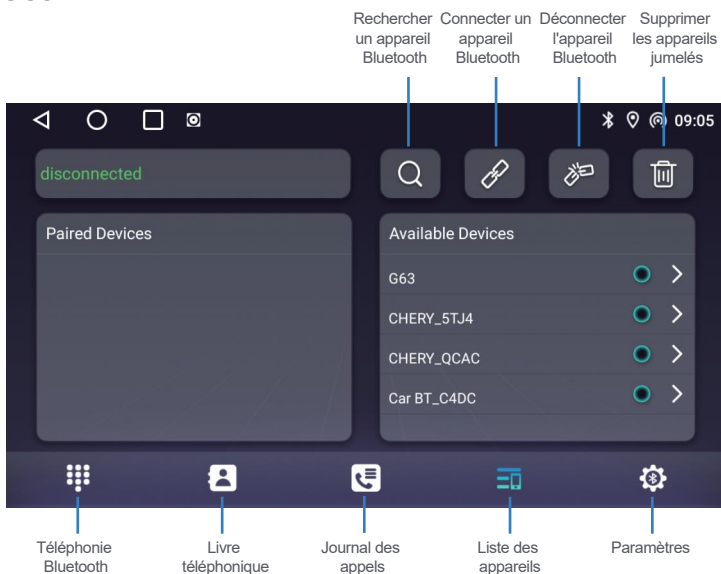 Rechercher un appareil Bluetooth
Connecter un appareil Bluetooth
Déconnecter l'appareil Bluetooth
Supprimer les appareils jumelés
09:05
disconnected
Paired Devices
Available Devices
G63
CHERY_5TJ4
CHERY_QCAC
Car BT_C4DC
Téléphonie Bluetooth
Livre téléphonique
Journal des appels
Liste des appareils
Paramètres